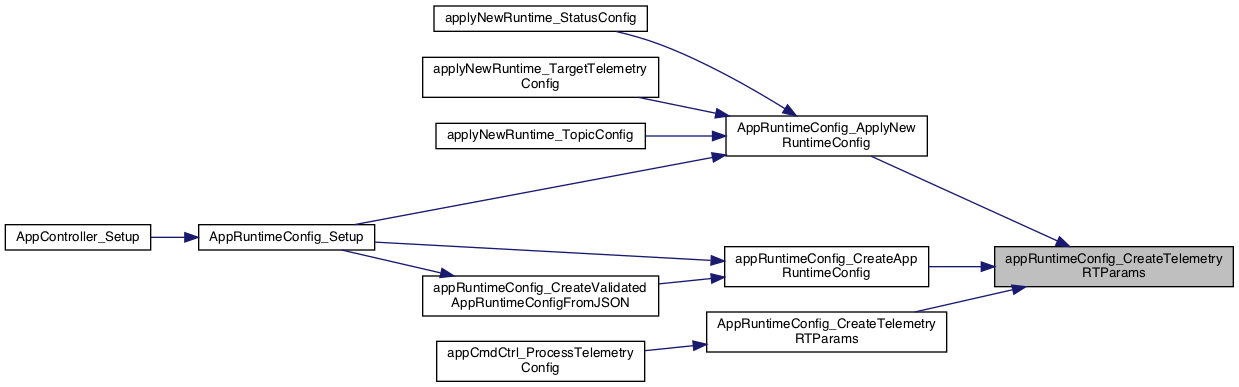 applyNewRuntime_StatusConfig
applyNewRuntime_TargetTelemetry
Config
applyNewRuntime_TopicConfig
AppRuntimeConfig_ApplyNew
RuntimeConfig
AppController_Setup
AppRuntimeConfig_Setup
appRuntimeConfig_CreateApp
RuntimeConfig
appRuntimeConfig_CreateTelemetry
RTParams
appRuntimeConfig_CreateValidated
AppRuntimeConfigFromJSON
AppRuntimeConfig_CreateTelemetry
RTParams
appCmdCtrl_ProcessTelemetry
Config